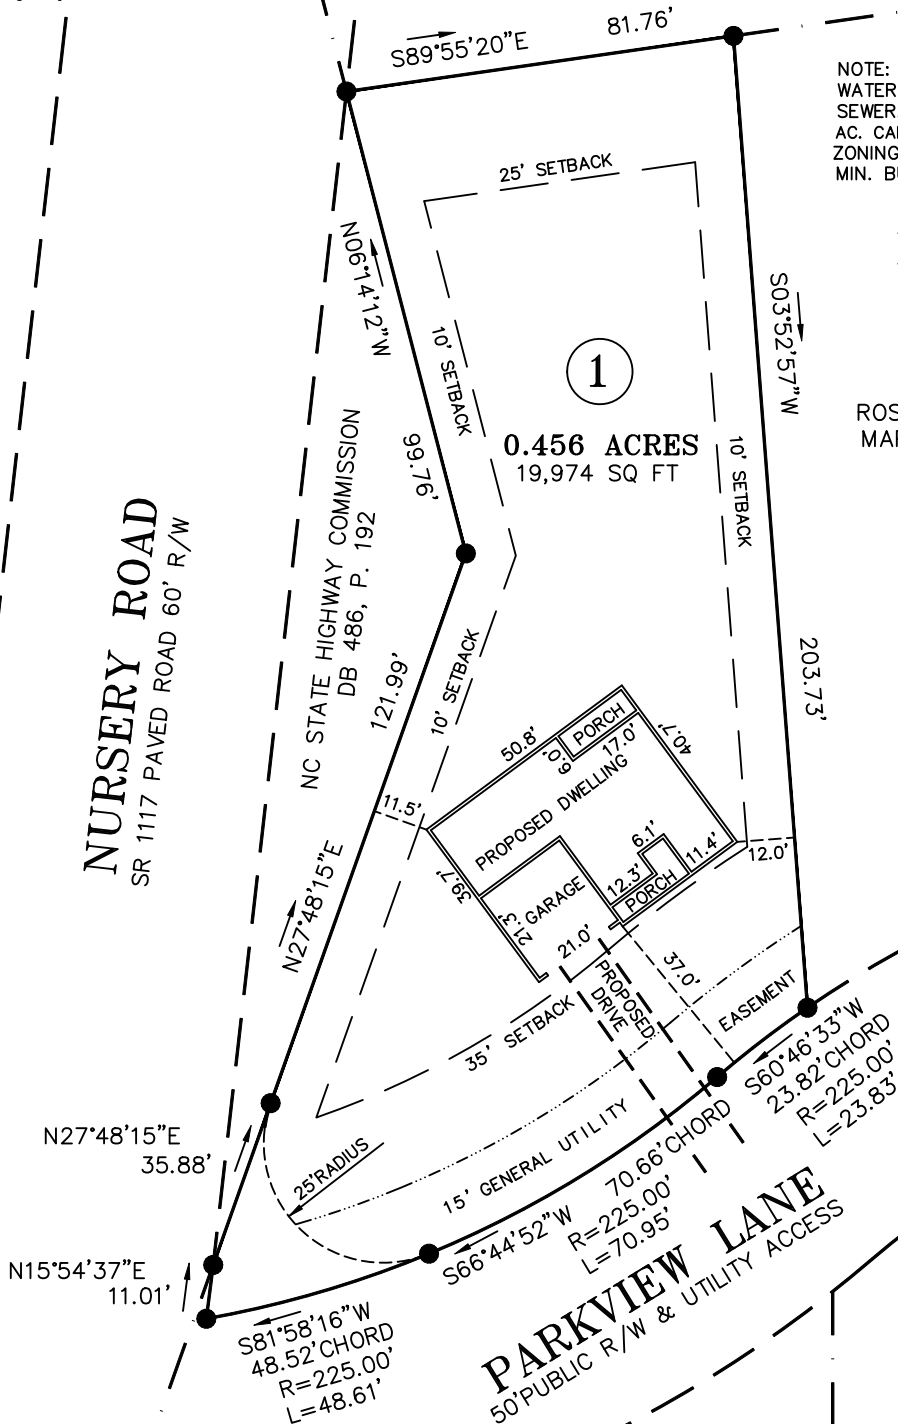 S89°55'20"E
81.76'
NOTE:
WATER
SEWER
AC. CA
ZONING
MIN. B
25' SETBACK
N06°14'12"W
10' SETBACK
99.76'
1
0.456 ACRES
19,974 SQ FT
S03°52'57"W
10' SETBACK
203.73'
ROS
MA
NURSERY ROAD
SR 1117 PAVED ROAD 60' R/W
NC STATE HIGHWAY COMMISSION
DB 486, P. 192
121.99'
10' SETBACK
N27°48'15"E
11.5'
50.8'
PORCH
6.0'
17.0'
40.7'
PROPOSED DWELLING
39.7'
GARAGE
21.3'
21.0'
12.3'
6.1'
PORCH
11.4'
12.0'
37.0'
PROPOSED
DRIVE
35' SETBACK
EASEMENT
15' GENERAL UTILITY
25'RADIUS
S60°46'33"W
23.82'CHORD
R=225.00'
L=23.83'
70.66'CHORD
S66°44'52"W
R=225.00'
L=70.95'
N27°48'15"E
35.88'
N15°54'37"E
11.01'
S81°58'16"W
48.52'CHORD
R=225.00'
L=48.61'
PARKVIEW LANE
50'PUBLIC R/W & UTILITY ACCESS